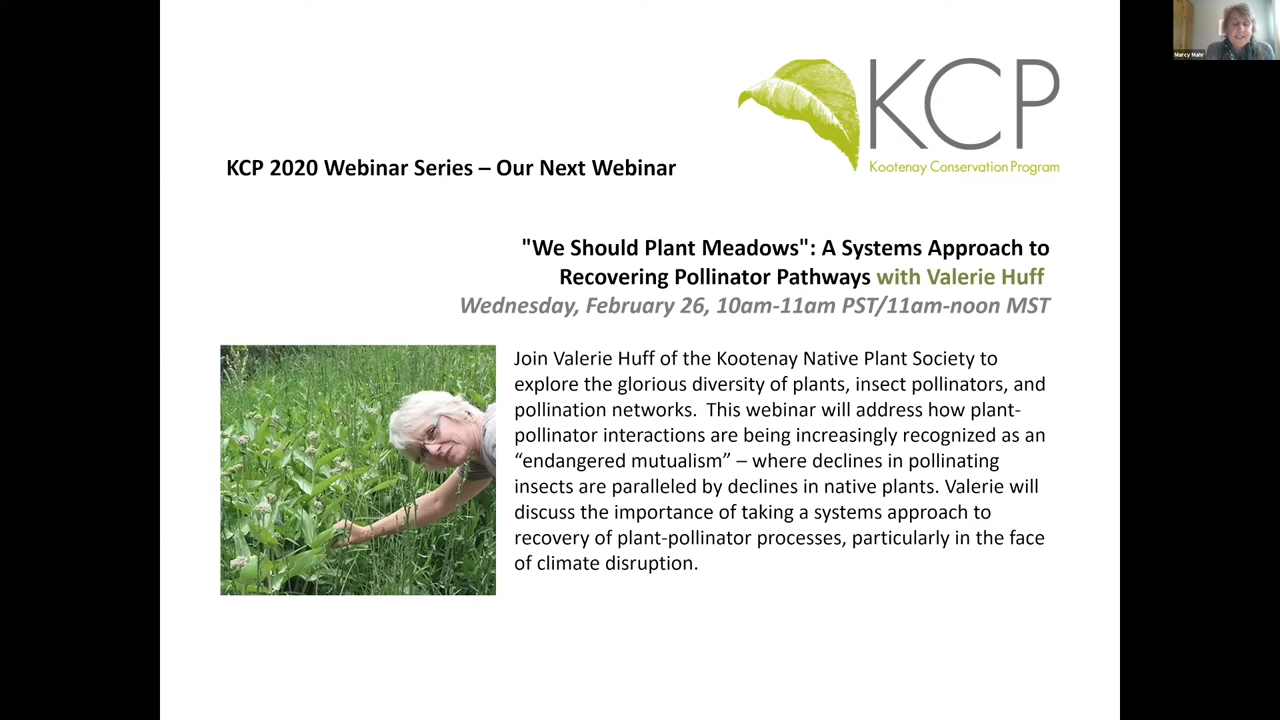 Marcy Mahr
KCP
Kootenay Conservation Program
KCP 2020 Webinar Series – Our Next Webinar
"We Should Plant Meadows": A Systems Approach to
Recovering Pollinator Pathways with Valerie Huff
Wednesday, February 26, 10am-11am PST/11am-noon MST
Join Valerie Huff of the Kootenay Native Plant Society to
explore the glorious diversity of plants, insect pollinators, and
pollination networks.  This webinar will address how plant-
pollinator interactions are being increasingly recognized as an
“endangered mutualism” – where declines in pollinating
insects are paralleled by declines in native plants. Valerie will
discuss the importance of taking a systems approach to
recovery of plant-pollinator processes, particularly in the face
of climate disruption.